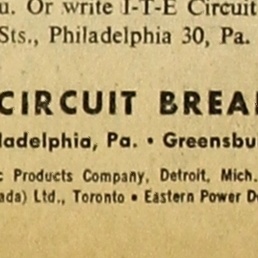 u. Or write I-T-E Circuit
Sts., Philadelphia 30, Pa.
CIRCUIT BREA
ladelphia, Pa. • Greensbu
c Products Company, Detroit, Mich.
ada) Ltd., Toronto • Eastern Power D